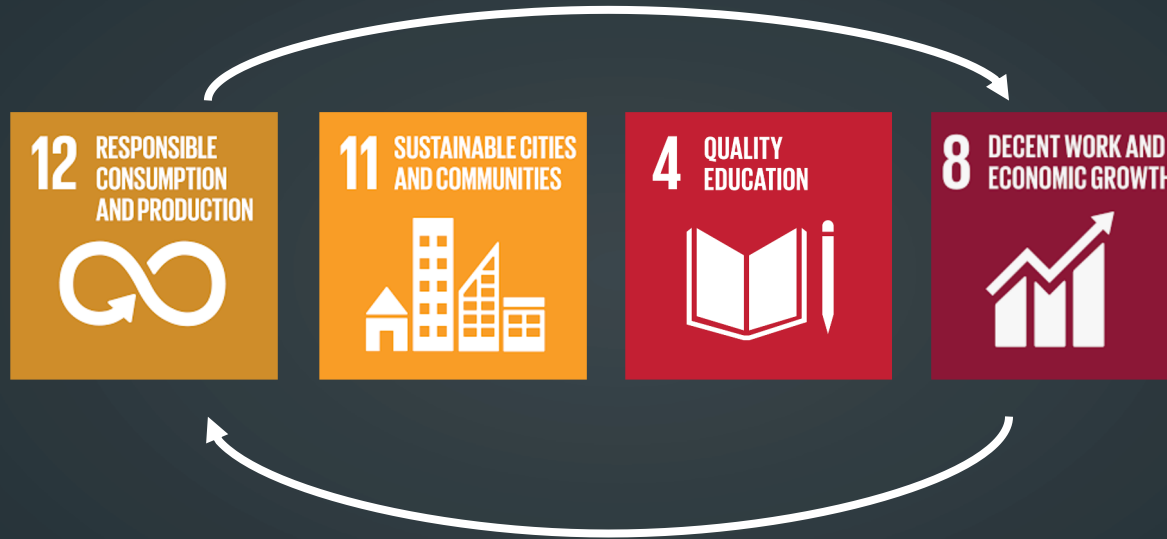 12 RESPONSIBLE
CONSUMPTION
AND PRODUCTION
11 SUSTAINABLE CITIES
AND COMMUNITIES
4 QUALITY
EDUCATION
8 DECENT WORK AND
ECONOMIC GROWTH